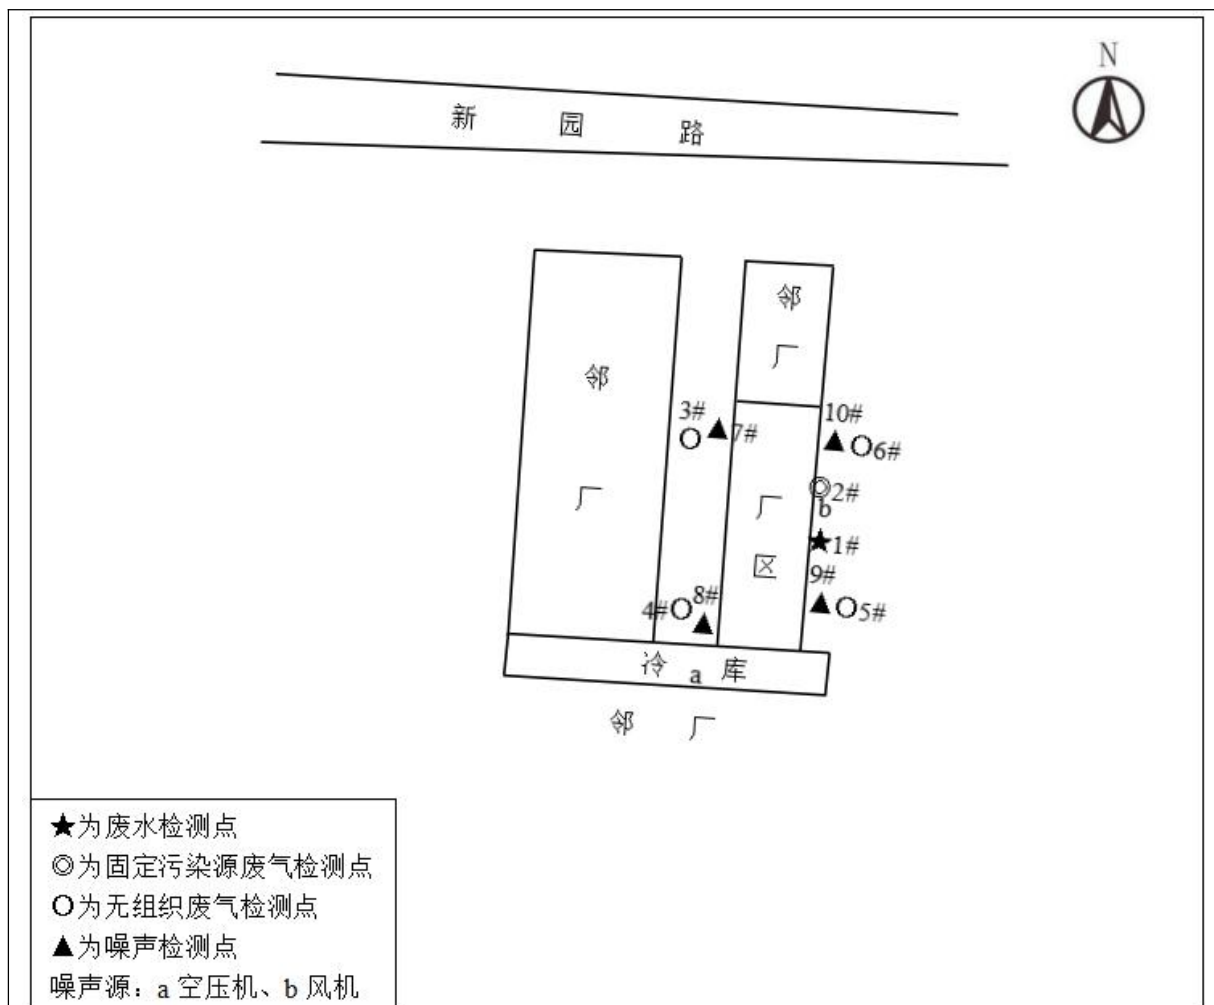 N
新园路
邻厂
邻厂
3#
7#
10#
6#
2#
b
1#
厂区
9#
5#
8#
4#
冷a库
邻厂
★为废水检测点
◎为固定污染源废气检测点
○为无组织废气检测点
▲为噪声检测点
噪声源：a 空压机、b 风机